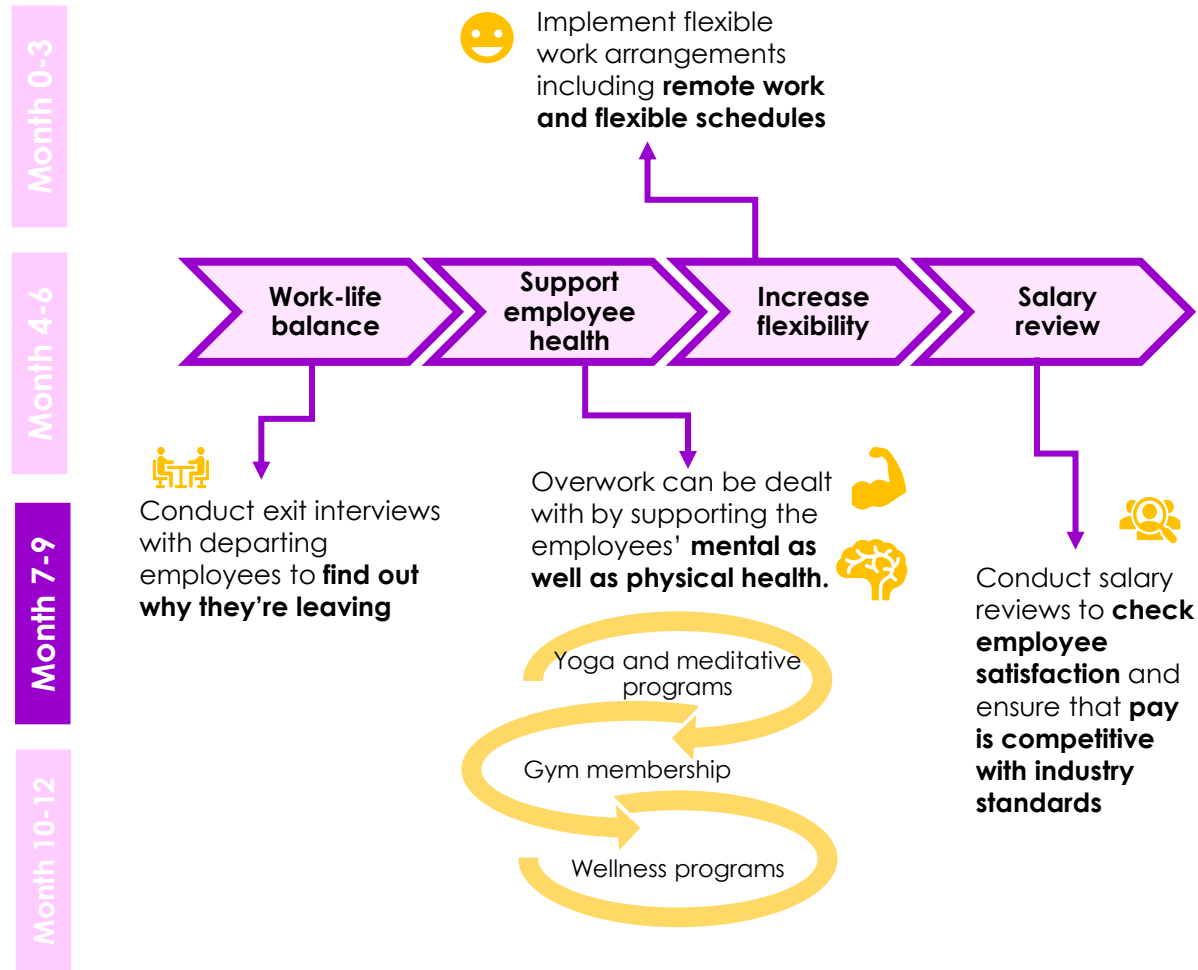 Month 0-3
Month 4-6
Month 7-9
Month 10-12
Implement flexible
work arrangements
including remote work
and flexible schedules
Work-life
balance
Support
employee
health
Increase
flexibility
Salary
review
Conduct exit interviews
with departing
employees to find out
why they’re leaving
Overwork can be dealt
with by supporting the
employees’ mental as
well as physical health.
Yoga and meditative
programs
Gym membership
Wellness programs
Conduct salary
reviews to check
employee
satisfaction and
ensure that pay
is competitive
with industry
standards